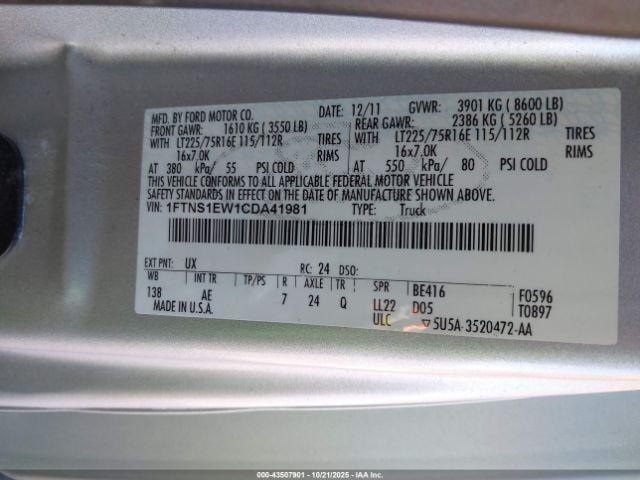 MFD. BY FORD MOTOR CO.
DATE: 12/11 GVWR: 3901 KG ( 8600 LB)
FRONT GAWR: 1610 KG ( 3550 LB) REAR GAWR: 2386 KG ( 5260 LB)
WITH LT225/75R16E 115/112R TIRES WITH LT225/75R16E 115/112R TIRES
16x7.0K RIMS 16x7.0K RIMS
AT 380 kPa/ 55 PSI COLD AT 550 kPa/ 80 PSI COLD
THIS VEHICLE CONFORMS TO ALL APPLICABLE FEDERAL MOTOR VEHICLE
SAFETY STANDARDS IN EFFECT ON THE DATE OF MANUFACTURE SHOWN ABOVE.
VIN: 1FTNS1EW1CDA41981 TYPE: Truck
EXT PNT: UX RC: 24 DSO:
WB INT TR TP/PS R AXLE TR SPR BE416 F0596
138 AE 7 24 Q LL22 D05 T0897
MADE IN U.S.A. ULC ▽5U5A-3520472-AA
000-43507901 - 10/21/2025 - IAAI, Inc.